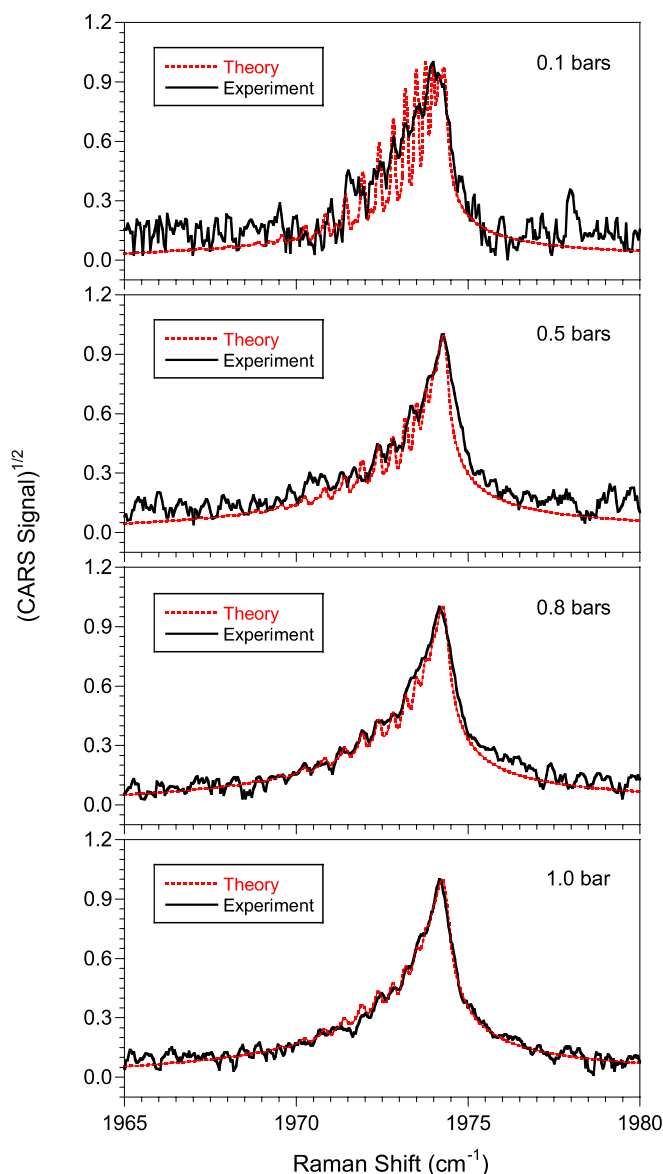 1.2
0.9
0.6
0.3
0.0
Theory
Experiment
0.1 bars
1.2
0.9
0.6
0.3
0.0
Theory
Experiment
0.5 bars
1.2
0.9
0.6
0.3
0.0
Theory
Experiment
0.8 bars
1.2
0.9
0.6
0.3
0.0
Theory
Experiment
1.0 bar
(CARS Signal)^1/2
1965 1970 1975 1980
Raman Shift (cm⁻¹)